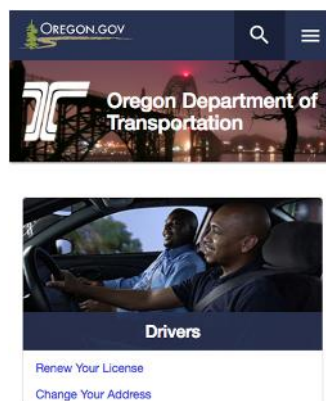 OREGON.GOV
Oregon Department of
Transportation
Drivers
Renew Your License
Change Your Address